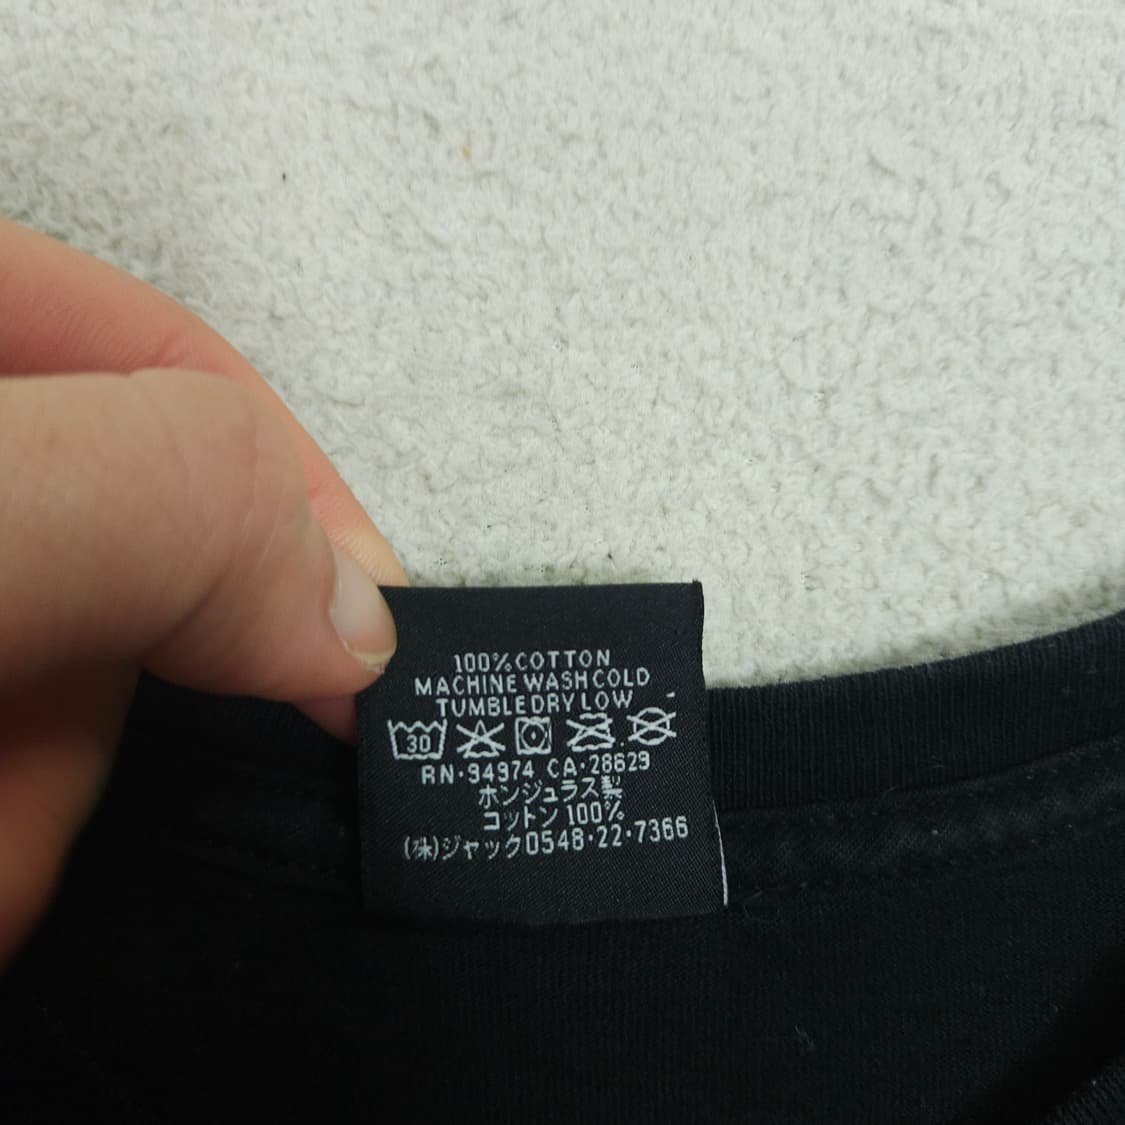 100% COTTON
MACHINE WASH COLD
TUMBLE DRY LOW
30
RN·94974 CA·28629
ホンジュラス製
コットン 100%
(株)ジャック0548·22·7366